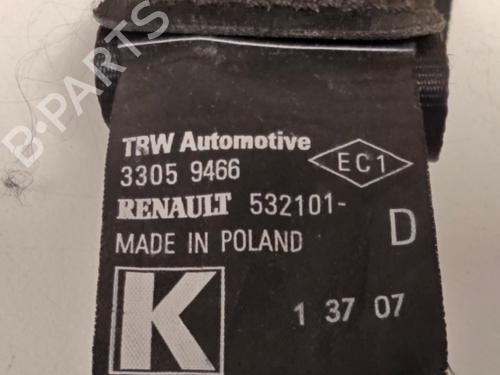 TRW Automotive
3305 9466
EC1
RENAULT 532101-
D
MADE IN POLAND
K
1 37 07
B-PARTS